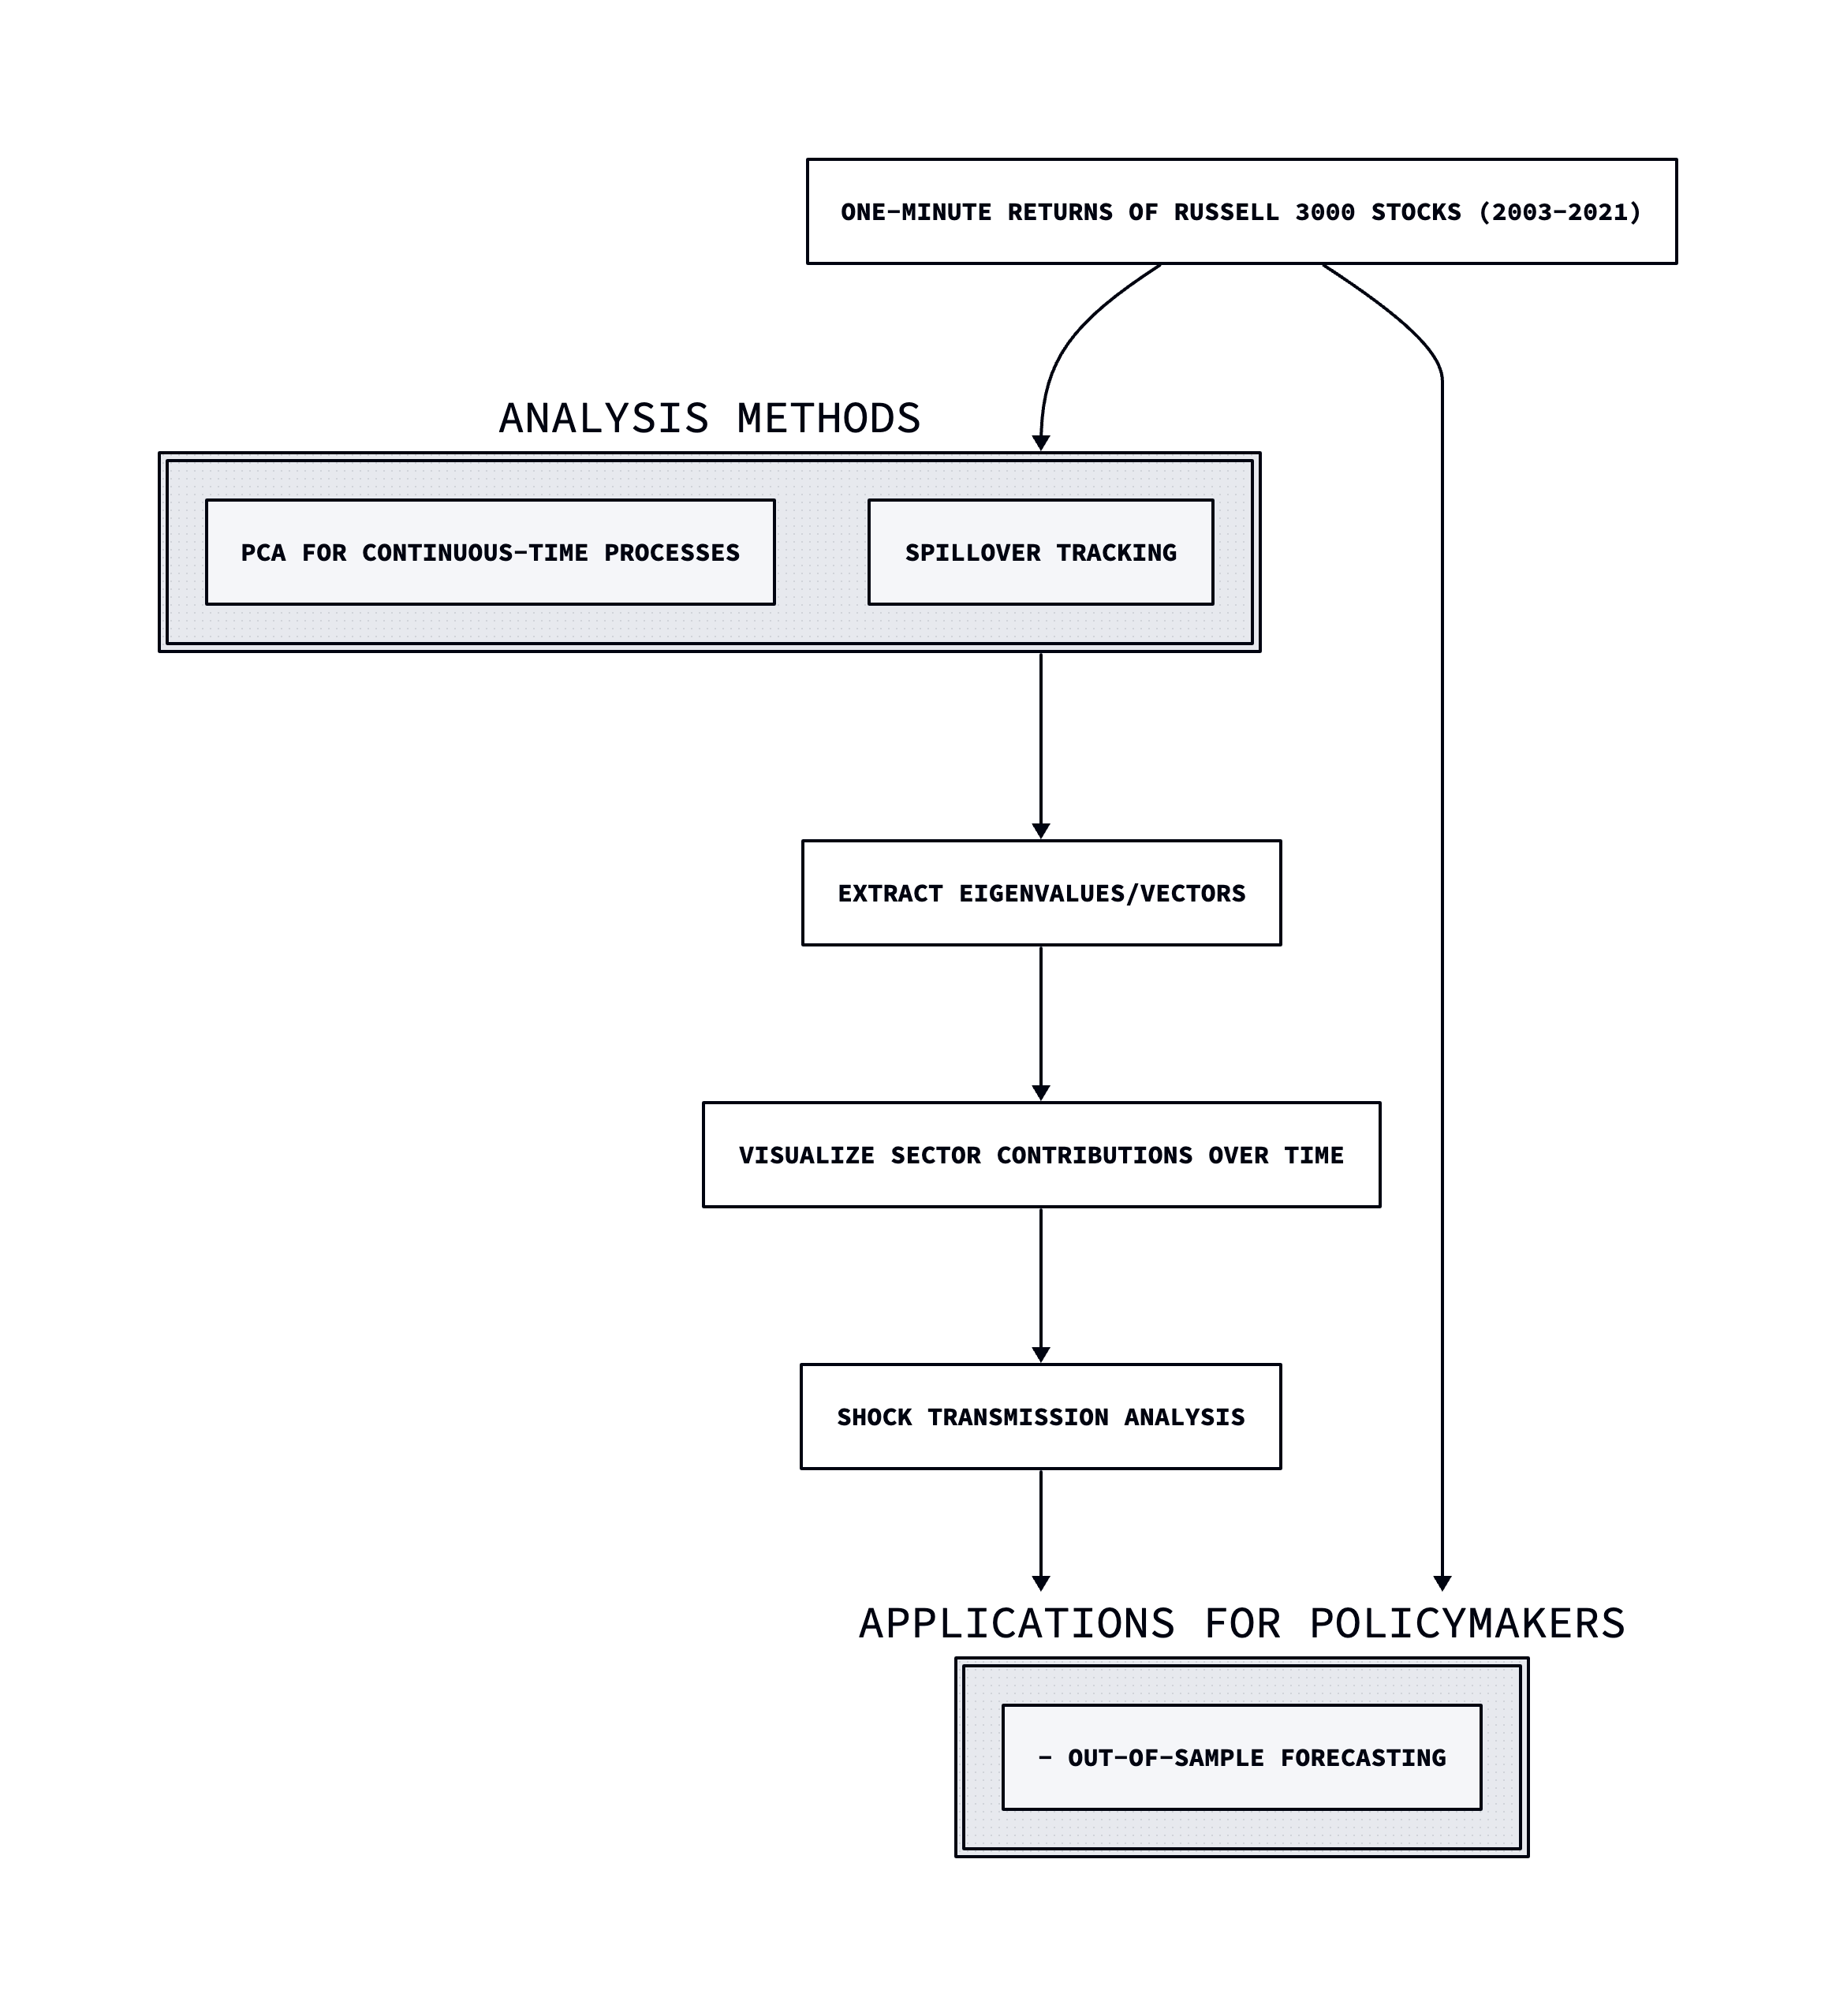 ONE-MINUTE RETURNS OF RUSSELL 3000 STOCKS (2003-2021)
ANALYSIS METHODS
PCA FOR CONTINUOUS-TIME PROCESSES
SPILLOVER TRACKING
EXTRACT EIGENVALUES/VECTORS
VISUALIZE SECTOR CONTRIBUTIONS OVER TIME
SHOCK TRANSMISSION ANALYSIS
APPLICATIONS FOR POLICYMAKERS
- OUT-OF-SAMPLE FORECASTING